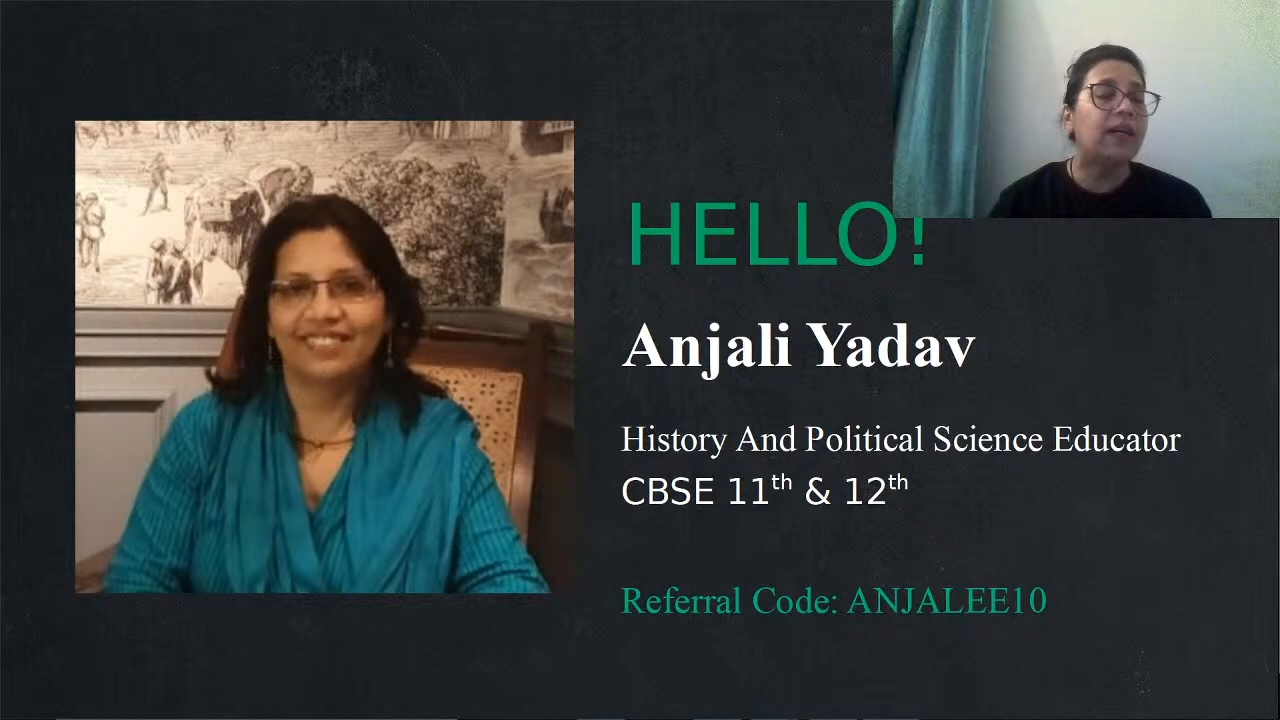 HELLO!
Anjali Yadav
History And Political Science Educator
CBSE 11th & 12th
Referral Code: ANJALEE10